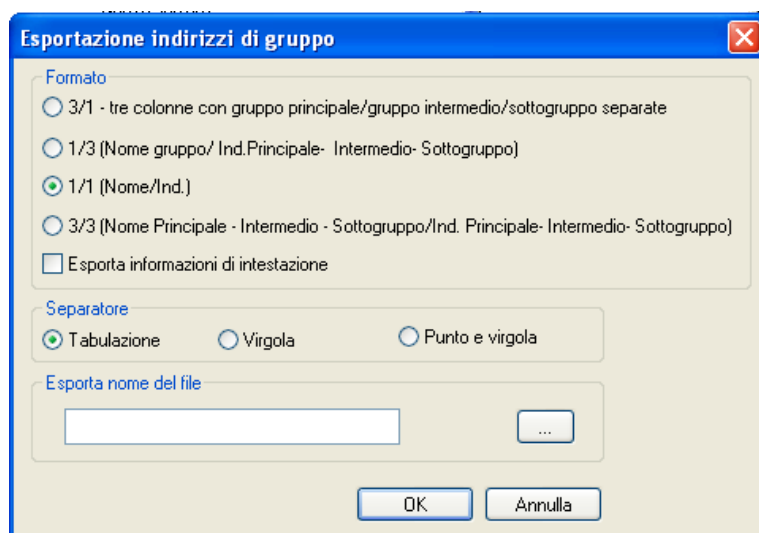 Esportazione indirizzi di gruppo
Formato
3/1 - tre colonne con gruppo principale/gruppo intermedio/sottogruppo separate
1/3 (Nome gruppo/ Ind.Principale- Intermedio- Sottogruppo)
1/1 (Nome/Ind.)
3/3 (Nome Principale - Intermedio - Sottogruppo/Ind. Principale- Intermedio- Sottogruppo)
Esporta informazioni di intestazione
Separatore
Tabulazione Virgola Punto e virgola
Esporta nome del file
...
OK Annulla